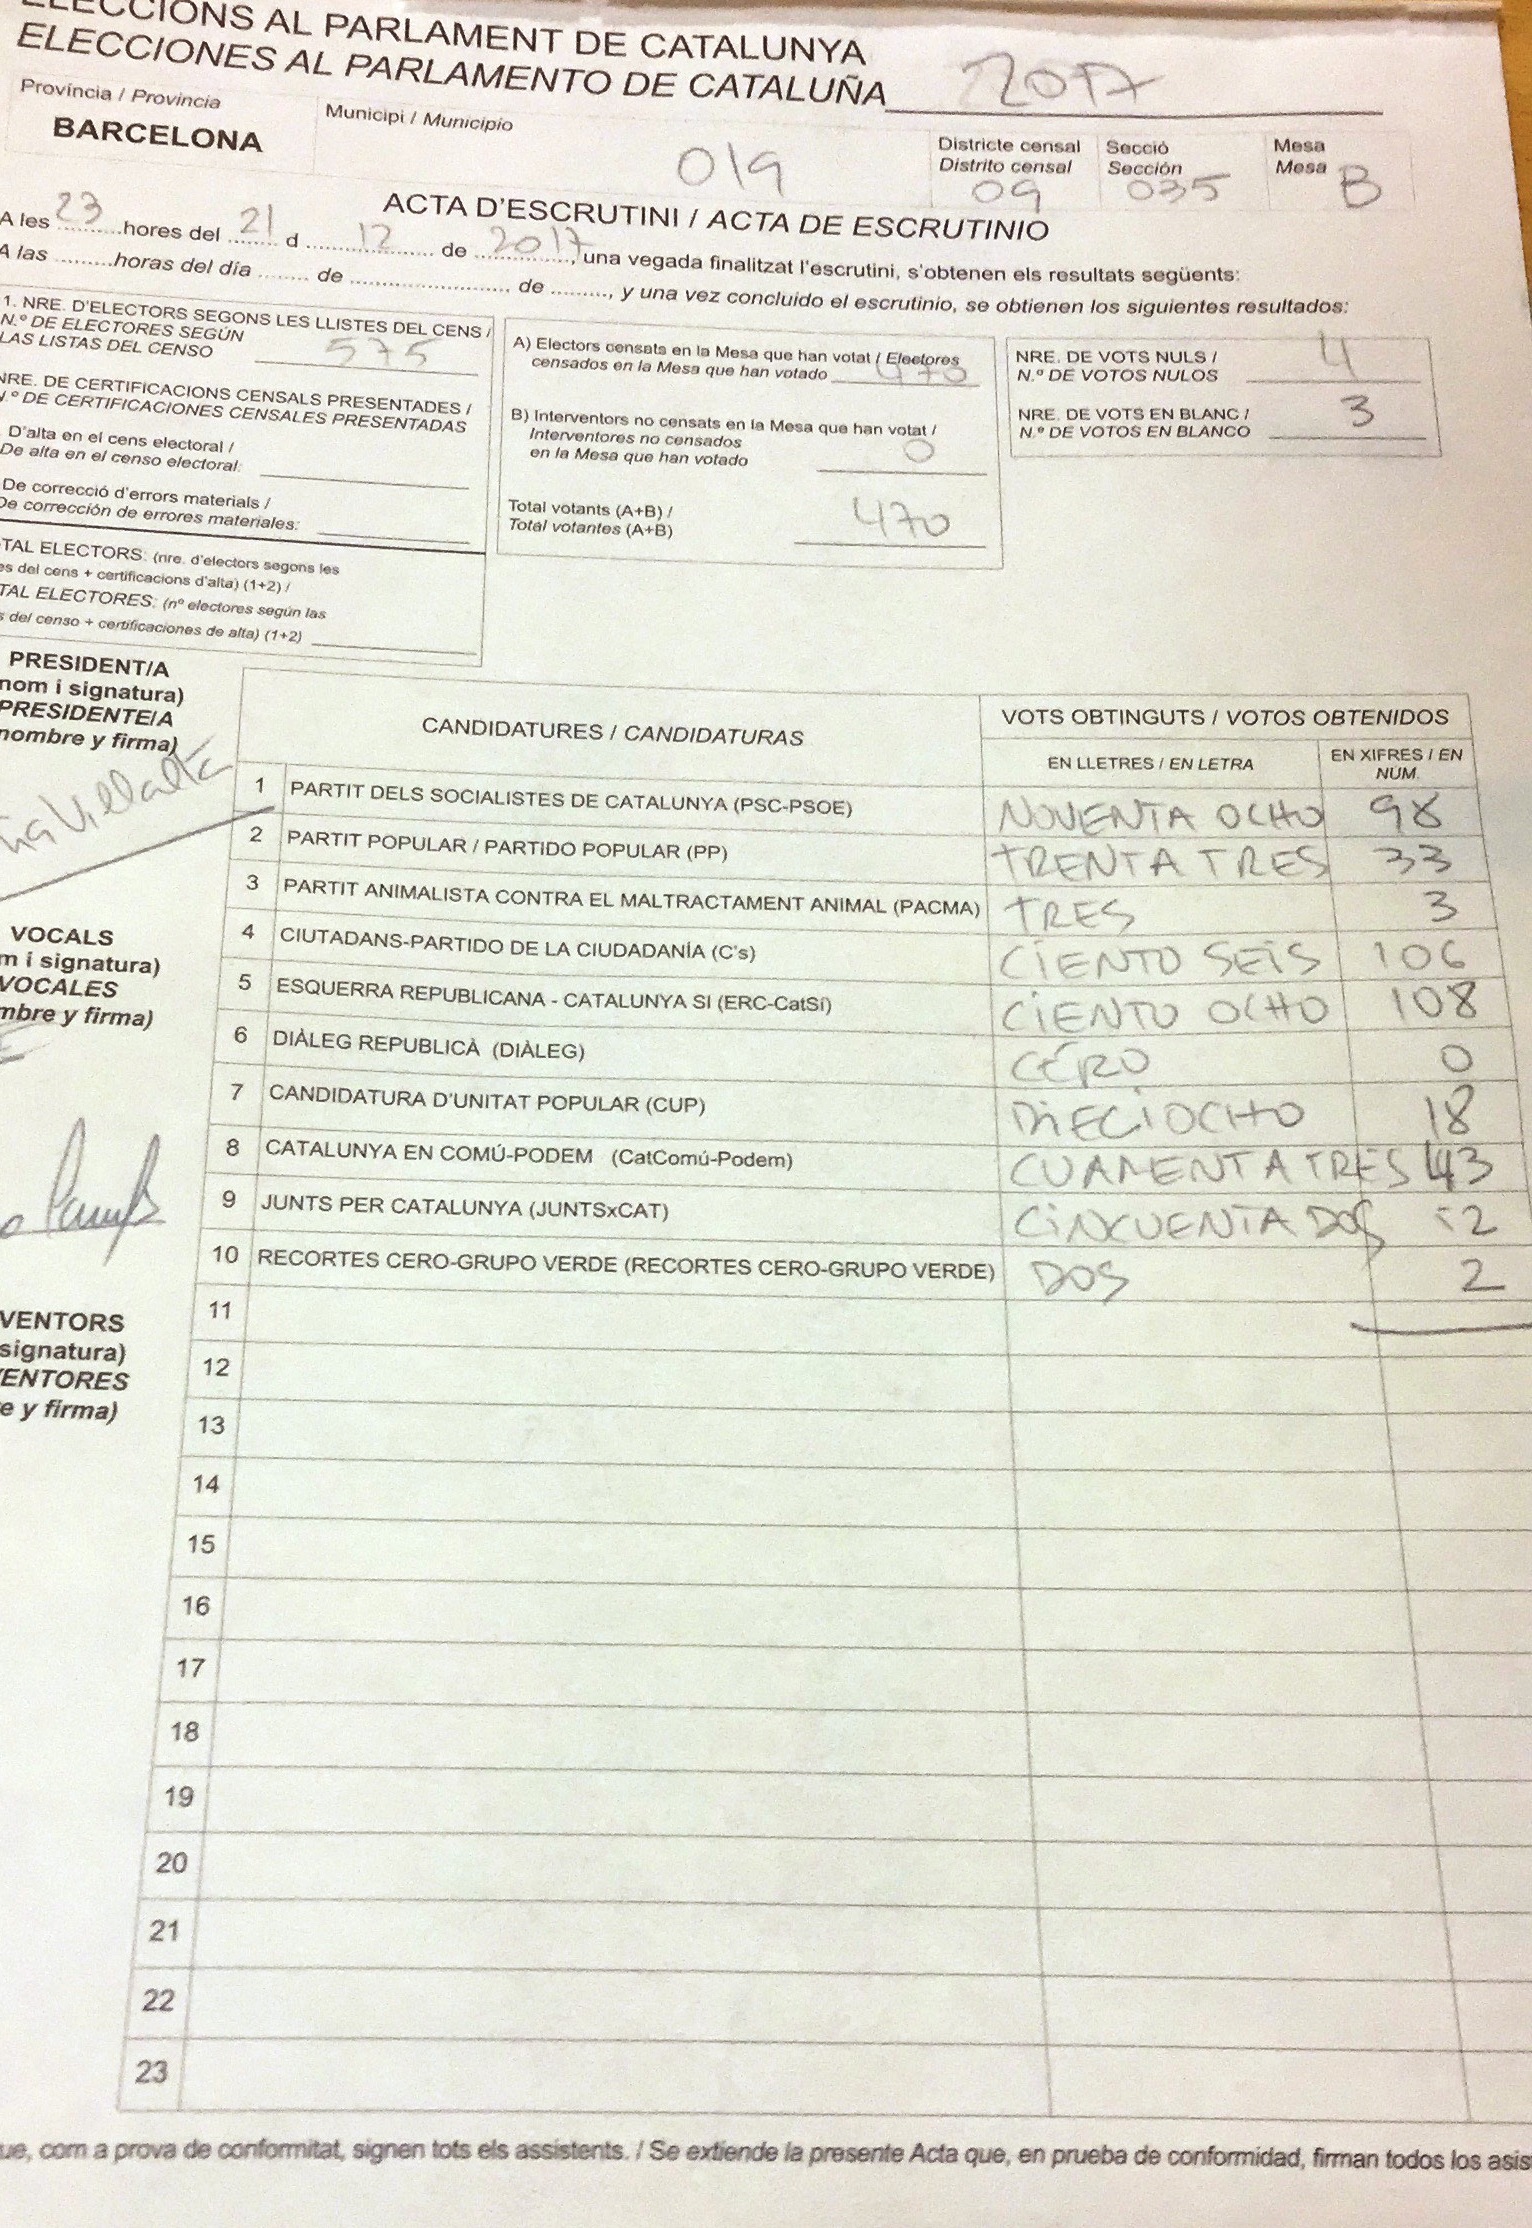 ELECCIONS AL PARLAMENT DE CATALUNYA
ELECCIONES AL PARLAMENTO DE CATALUÑA 2017
Província / Provincia
BARCELONA
Municipi / Municipio
019
Districte censal
Distrito censal
09
Secció
Sección
035
Mesa
Mesa
B
ACTA D'ESCRUTINI / ACTA DE ESCRUTINIO
A les 23 hores del 21 d 12 de 2017, una vegada finalitzat l'escrutini, s'obtenen els resultats següents:
A las ........horas del día ........ de ........ de ........, y una vez concluido el escrutinio, se obtienen los siguientes resultados:
1. NRE. D'ELECTORS SEGONS LES LLISTES DEL CENS /
N.º DE ELECTORES SEGÚN
LAS LISTAS DEL CENSO 575
NRE. DE CERTIFICACIONS CENSALS PRESENTADES /
N.º DE CERTIFICACIONES CENSALES PRESENTADAS
D'alta en el cens electoral /
De alta en el censo electoral:
De correcció d'errors materials /
De corrección de errores materiales:
TAL ELECTORS: (nre. d'electors segons les
s del cens + certificacions d'alta) (1+2) /
TAL ELECTORES: (nº electores según las
s del censo + certificaciones de alta) (1+2)
A) Electors censats en la Mesa que han votat / Electores
censados en la Mesa que han votado 470
B) Interventors no censats en la Mesa que han votat /
Interventores no censados
en la Mesa que han votado 0
Total votants (A+B) /
Total votantes (A+B) 470
NRE. DE VOTS NULS /
N.º DE VOTOS NULOS 4
NRE. DE VOTS EN BLANC /
N.º DE VOTOS EN BLANCO 3
PRESIDENT/A
nom i signatura)
PRESIDENTE/A
nombre y firma)
VOCALS
m i signatura)
VOCALES
mbre y firma)
VENTORS
signatura)
VENTORES
e y firma)
CANDIDATURES / CANDIDATURAS
VOTS OBTINGUTS / VOTOS OBTENIDOS
EN LLETRES / EN LETRA
EN XIFRES / EN
NÚM.
1 PARTIT DELS SOCIALISTES DE CATALUNYA (PSC-PSOE) NOVENTA OCHO 98
2 PARTIT POPULAR / PARTIDO POPULAR (PP) TRENTA TRES 33
3 PARTIT ANIMALISTA CONTRA EL MALTRACTAMENT ANIMAL (PACMA) TRES 3
4 CIUTADANS-PARTIDO DE LA CIUDADANÍA (C's) CIENTO SEIS 106
5 ESQUERRA REPUBLICANA - CATALUNYA SÍ (ERC-CatSí) CIENTO OCHO 108
6 DIÀLEG REPUBLICÀ (DIÀLEG) CERO 0
7 CANDIDATURA D'UNITAT POPULAR (CUP) DIECIOCHO 18
8 CATALUNYA EN COMÚ-PODEM (CatComú-Podem) CUARENTA TRES 43
9 JUNTS PER CATALUNYA (JUNTSxCAT) CINCUENTA DOS 52
10 RECORTES CERO-GRUPO VERDE (RECORTES CERO-GRUPO VERDE) DOS 2
11
12
13
14
15
16
17
18
19
20
21
22
23
ue, com a prova de conformitat, signen tots els assistents. / Se extiende la presente Acta que, en prueba de conformidad, firman todos los asis